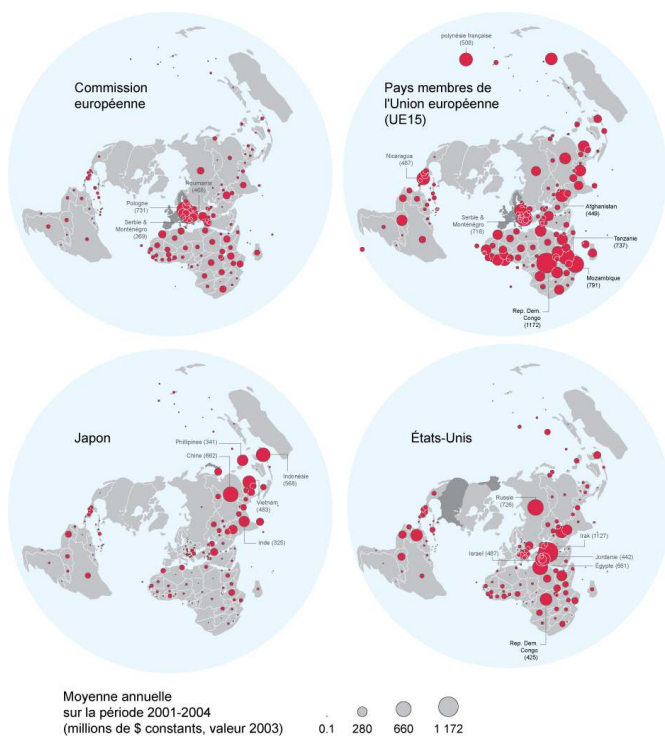 Commission
européenne
Pologne
(731)
Roumanie
(468)
Serbie &
Monténégro
(369)
polynésie française
(508)
Pays membres de
l'Union européenne
(UE15)
Nicaragua
(487)
Serbie &
Monténégro
(718)
Afghanistan
(449)
Tanzanie
(737)
Mozambique
(791)
Rep. Dem.
Congo
(1172)
Japon
Phillipines (341)
Chine (662)
Indonésie
(568)
Vietnam
(483)
Inde (325)
États-Unis
Russie
(726)
Irak (1127)
Israel (487)
Jordanie (442)
Égypte (661)
Rep. Dem.
Congo
(425)
Moyenne annuelle
sur la période 2001-2004
(millions de $ constants, valeur 2003)
0.1 280 660 1 172